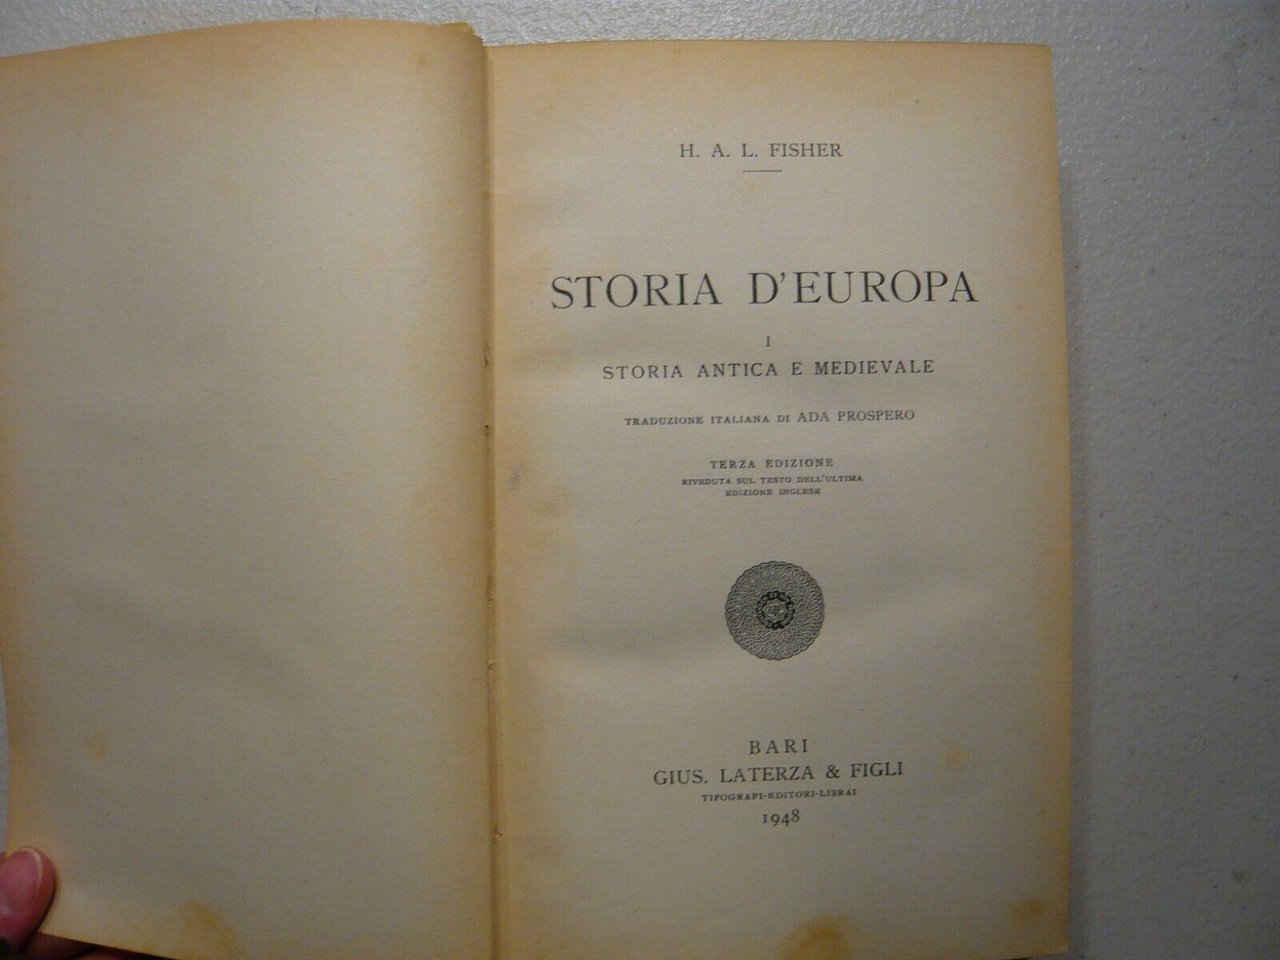 H. A. L. FISHER
STORIA D'EUROPA
I
STORIA ANTICA E MEDIEVALE
TRADUZIONE ITALIANA DI ADA PROSPERO
TERZA EDIZIONE
RIVEDUTA SUL TESTO DELL'ULTIMA
EDIZIONE INGLESE
BARI
GIUS. LATERZA & FIGLI
TIPOGRAFI-EDITORI-LIBRAI
1948